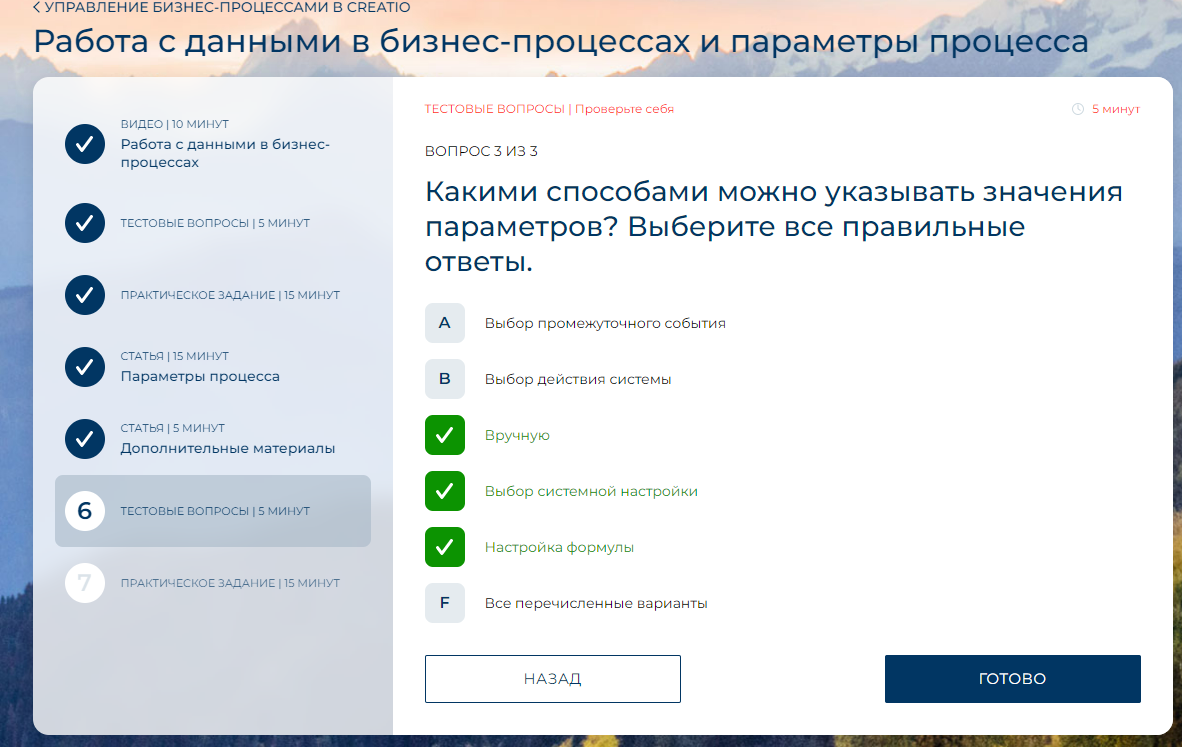 УПРАВЛЕНИЕ БИЗНЕС-ПРОЦЕССАМИ В CREATIO
Работа с данными в бизнес-процессах и параметры процесса
ВИДЕО | 10 МИНУТ
Работа с данными в бизнес-
процессах
ТЕСТОВЫЕ ВОПРОСЫ | 5 МИНУТ
ПРАКТИЧЕСКОЕ ЗАДАНИЕ | 15 МИНУТ
СТАТЬЯ | 15 МИНУТ
Параметры процесса
СТАТЬЯ | 5 МИНУТ
Дополнительные материалы
6 ТЕСТОВЫЕ ВОПРОСЫ | 5 МИНУТ
7 ПРАКТИЧЕСКОЕ ЗАДАНИЕ | 15 МИНУТ
ТЕСТОВЫЕ ВОПРОСЫ | Проверьте себя
5 минут
ВОПРОС 3 ИЗ 3
Какими способами можно указывать значения
параметров? Выберите все правильные
ответы.
A Выбор промежуточного события
B Выбор действия системы
Вручную
Выбор системной настройки
Настройка формулы
F Все перечисленные варианты
НАЗАД
ГОТОВО